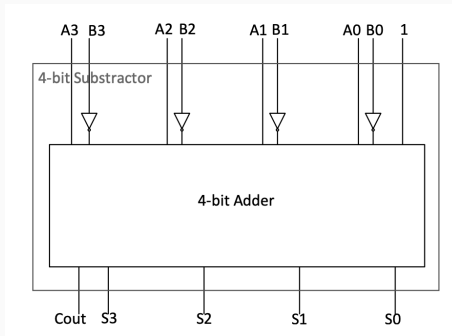 A3 B3 A2 B2 A1 B1 A0 B0 1
4-bit Substractor
4-bit Adder
Cout S3 S2 S1 S0